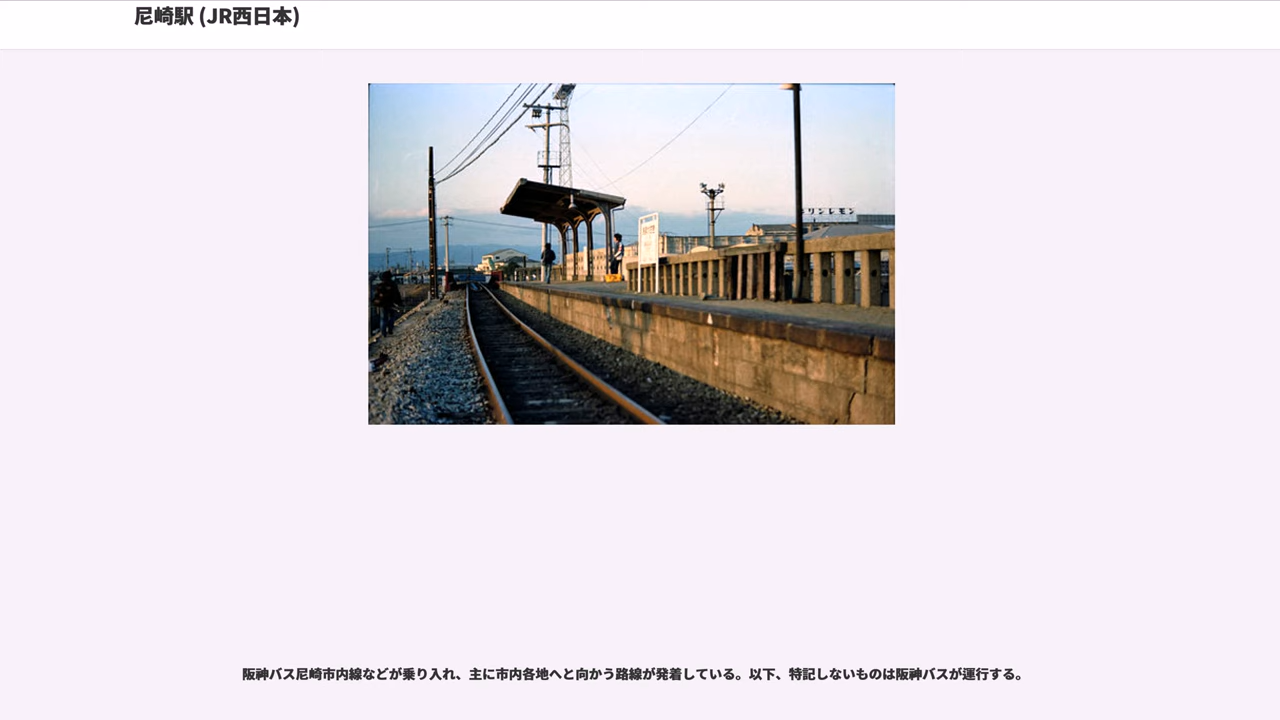 尼崎駅 (JR西日本)
阪神バス尼崎市内線などが乗り入れ、主に市内各地へと向かう路線が発着している。以下、特記しないものは阪神バスが運行する。